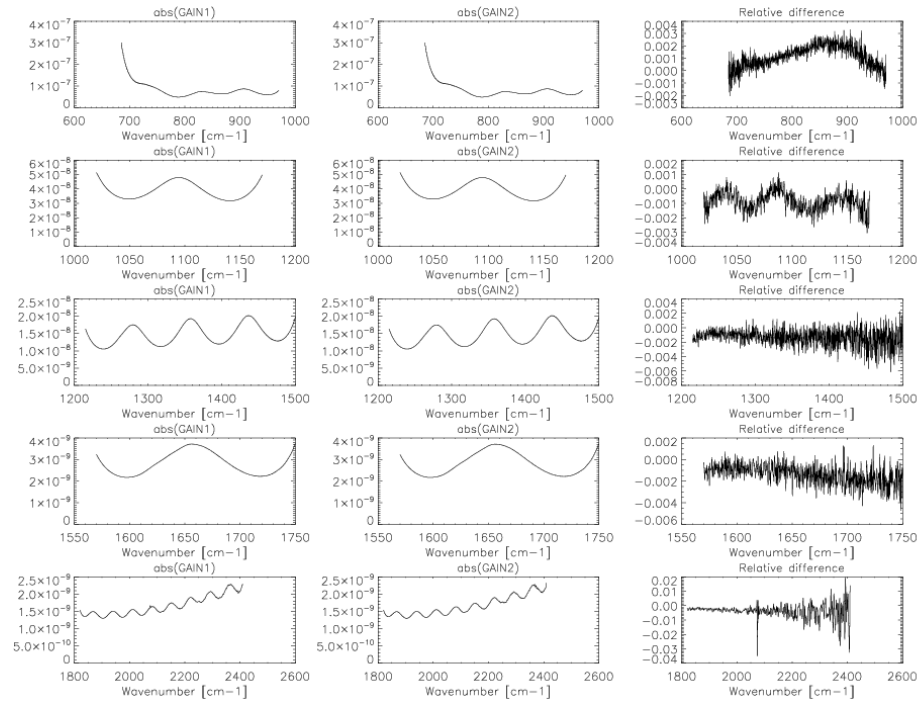 abs(GAIN1) abs(GAIN2) Relative difference
4×10⁻⁷ 4×10⁻⁷ 0.004
3×10⁻⁷ 3×10⁻⁷ 0.003
0.002
2×10⁻⁷ 2×10⁻⁷ 0.001
0.000
1×10⁻⁷ 1×10⁻⁷ −0.001
−0.002
0 0 −0.003
600 700 800 900 1000 600 700 800 900 1000 600 700 800 900 1000
Wavenumber [cm−1] Wavenumber [cm−1] Wavenumber [cm−1]
abs(GAIN1) abs(GAIN2) Relative difference
6×10⁻⁸ 6×10⁻⁸ 0.002
5×10⁻⁸ 5×10⁻⁸ 0.001
4×10⁻⁸ 4×10⁻⁸ 0.000
3×10⁻⁸ 3×10⁻⁸ −0.001
2×10⁻⁸ 2×10⁻⁸ −0.002
1×10⁻⁸ 1×10⁻⁸ −0.003
0 0 −0.004
1000 1050 1100 1150 1200 1000 1050 1100 1150 1200 1000 1050 1100 1150 1200
Wavenumber [cm−1] Wavenumber [cm−1] Wavenumber [cm−1]
abs(GAIN1) abs(GAIN2) Relative difference
2.5×10⁻⁸ 2.5×10⁻⁸ 0.004
2.0×10⁻⁸ 2.0×10⁻⁸ 0.002
1.5×10⁻⁸ 1.5×10⁻⁸ 0.000
−0.002
1.0×10⁻⁸ 1.0×10⁻⁸ −0.004
5.0×10⁻⁹ 5.0×10⁻⁹ −0.006
0 0 −0.008
1200 1300 1400 1500 1200 1300 1400 1500 1200 1300 1400 1500
Wavenumber [cm−1] Wavenumber [cm−1] Wavenumber [cm−1]
abs(GAIN1) abs(GAIN2) Relative difference
4×10⁻⁹ 4×10⁻⁹ 0.002
3×10⁻⁹ 3×10⁻⁹ 0.000
2×10⁻⁹ 2×10⁻⁹ −0.002
1×10⁻⁹ 1×10⁻⁹ −0.004
0 0 −0.006
1550 1600 1650 1700 1750 1550 1600 1650 1700 1750 1550 1600 1650 1700 1750
Wavenumber [cm−1] Wavenumber [cm−1] Wavenumber [cm−1]
abs(GAIN1) abs(GAIN2) Relative difference
2.5×10⁻⁹ 2.5×10⁻⁹ 0.02
2.0×10⁻⁹ 2.0×10⁻⁹ 0.01
1.5×10⁻⁹ 1.5×10⁻⁹ 0.00
−0.01
1.0×10⁻⁹ 1.0×10⁻⁹ −0.02
5.0×10⁻¹⁰ 5.0×10⁻¹⁰ −0.03
0 0 −0.04
1800 2000 2200 2400 2600 1800 2000 2200 2400 2600 1800 2000 2200 2400 2600
Wavenumber [cm−1] Wavenumber [cm−1] Wavenumber [cm−1]